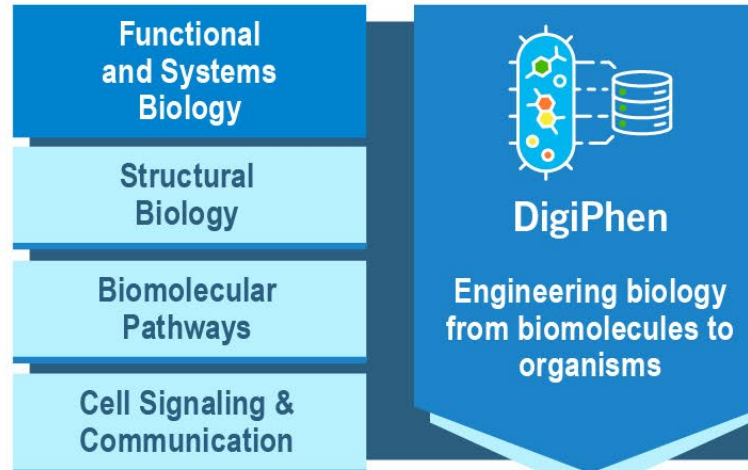 Functional
and Systems
Biology
Structural
Biology
Biomolecular
Pathways
Cell Signaling &
Communication
DigiPhen
Engineering biology
from biomolecules to
organisms